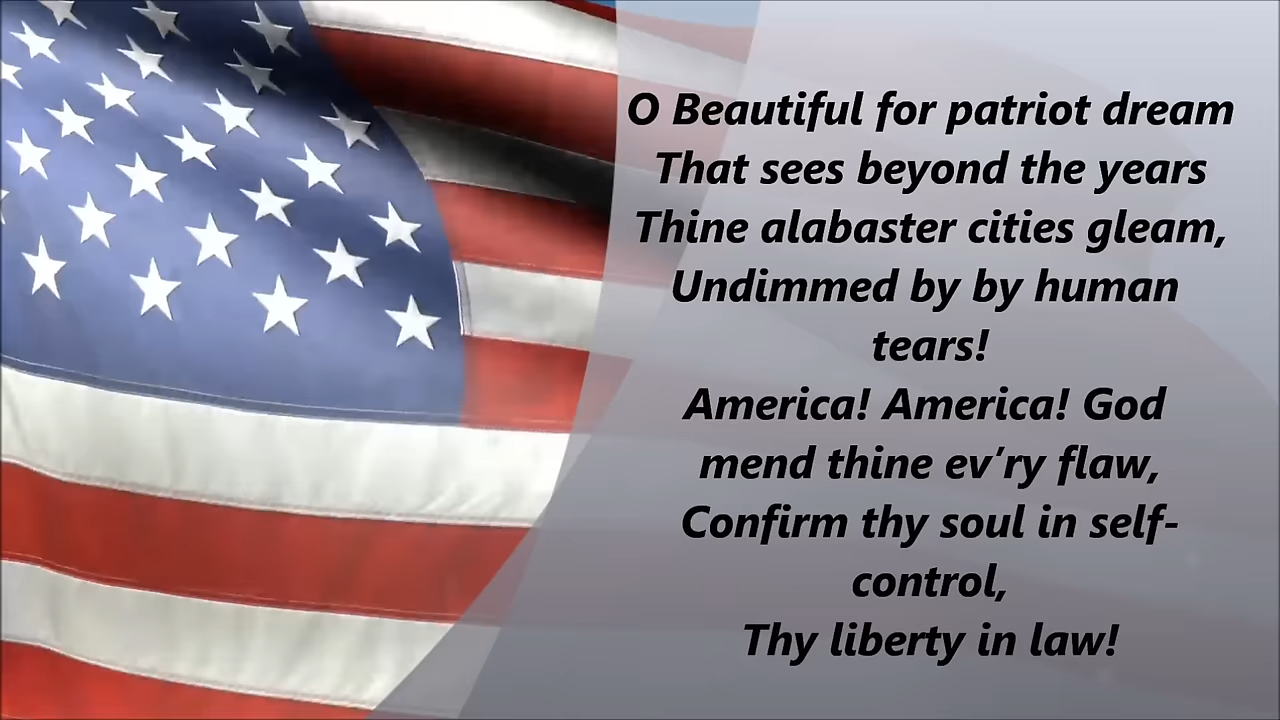 O Beautiful for patriot dream
That sees beyond the years
Thine alabaster cities gleam,
Undimmed by by human
tears!
America! America! God
mend thine ev’ry flaw,
Confirm thy soul in self-
control,
Thy liberty in law!